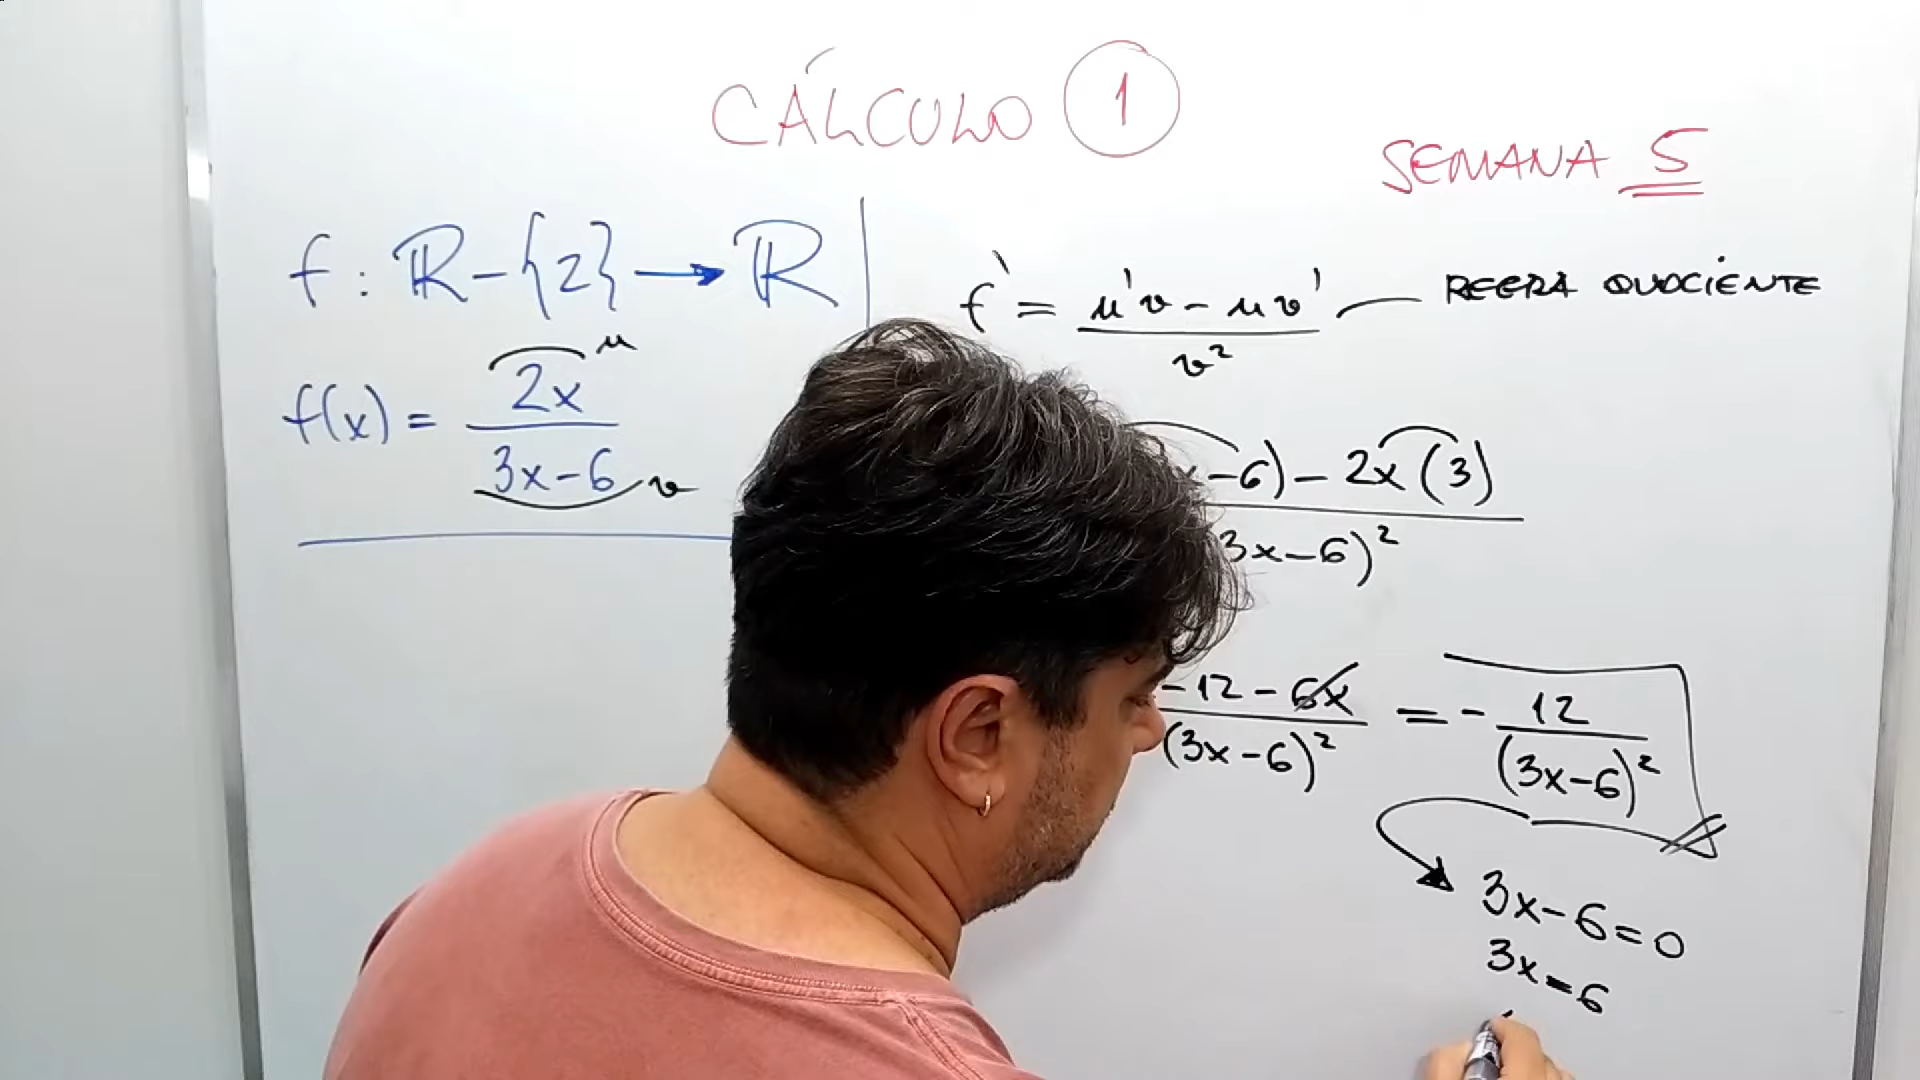 CÁLCULO 1
SEMANA 5
f : ℝ - {2} → ℝ
f(x) = 2x / 3x-6
u
v
f' = u'v - uv' / v²
REGRA QUOCIENTE
x-6) - 2x (3)
3x-6)²
-12 - 6x / (3x-6)² = - 12 / (3x-6)²
3x-6=0
3x=6